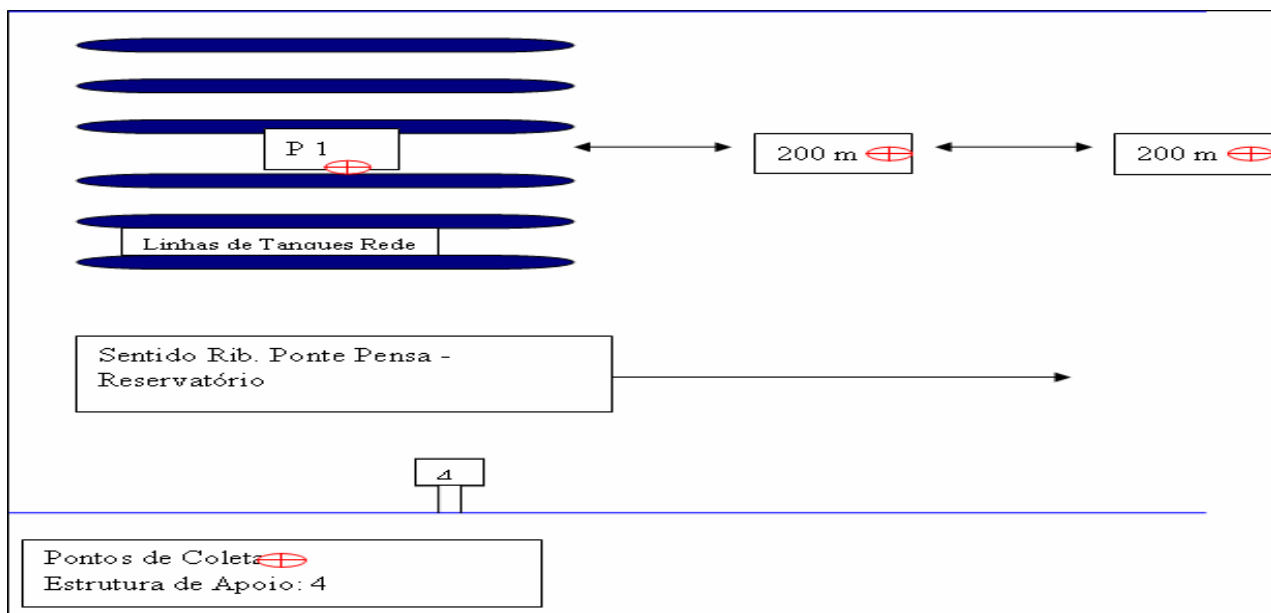 P 1
200 m
200 m
Linhas de Tanques Rede
Sentido Rib. Ponte Pensa -
Reservatório
4
Pontos de Coleta
Estrutura de Apoio: 4